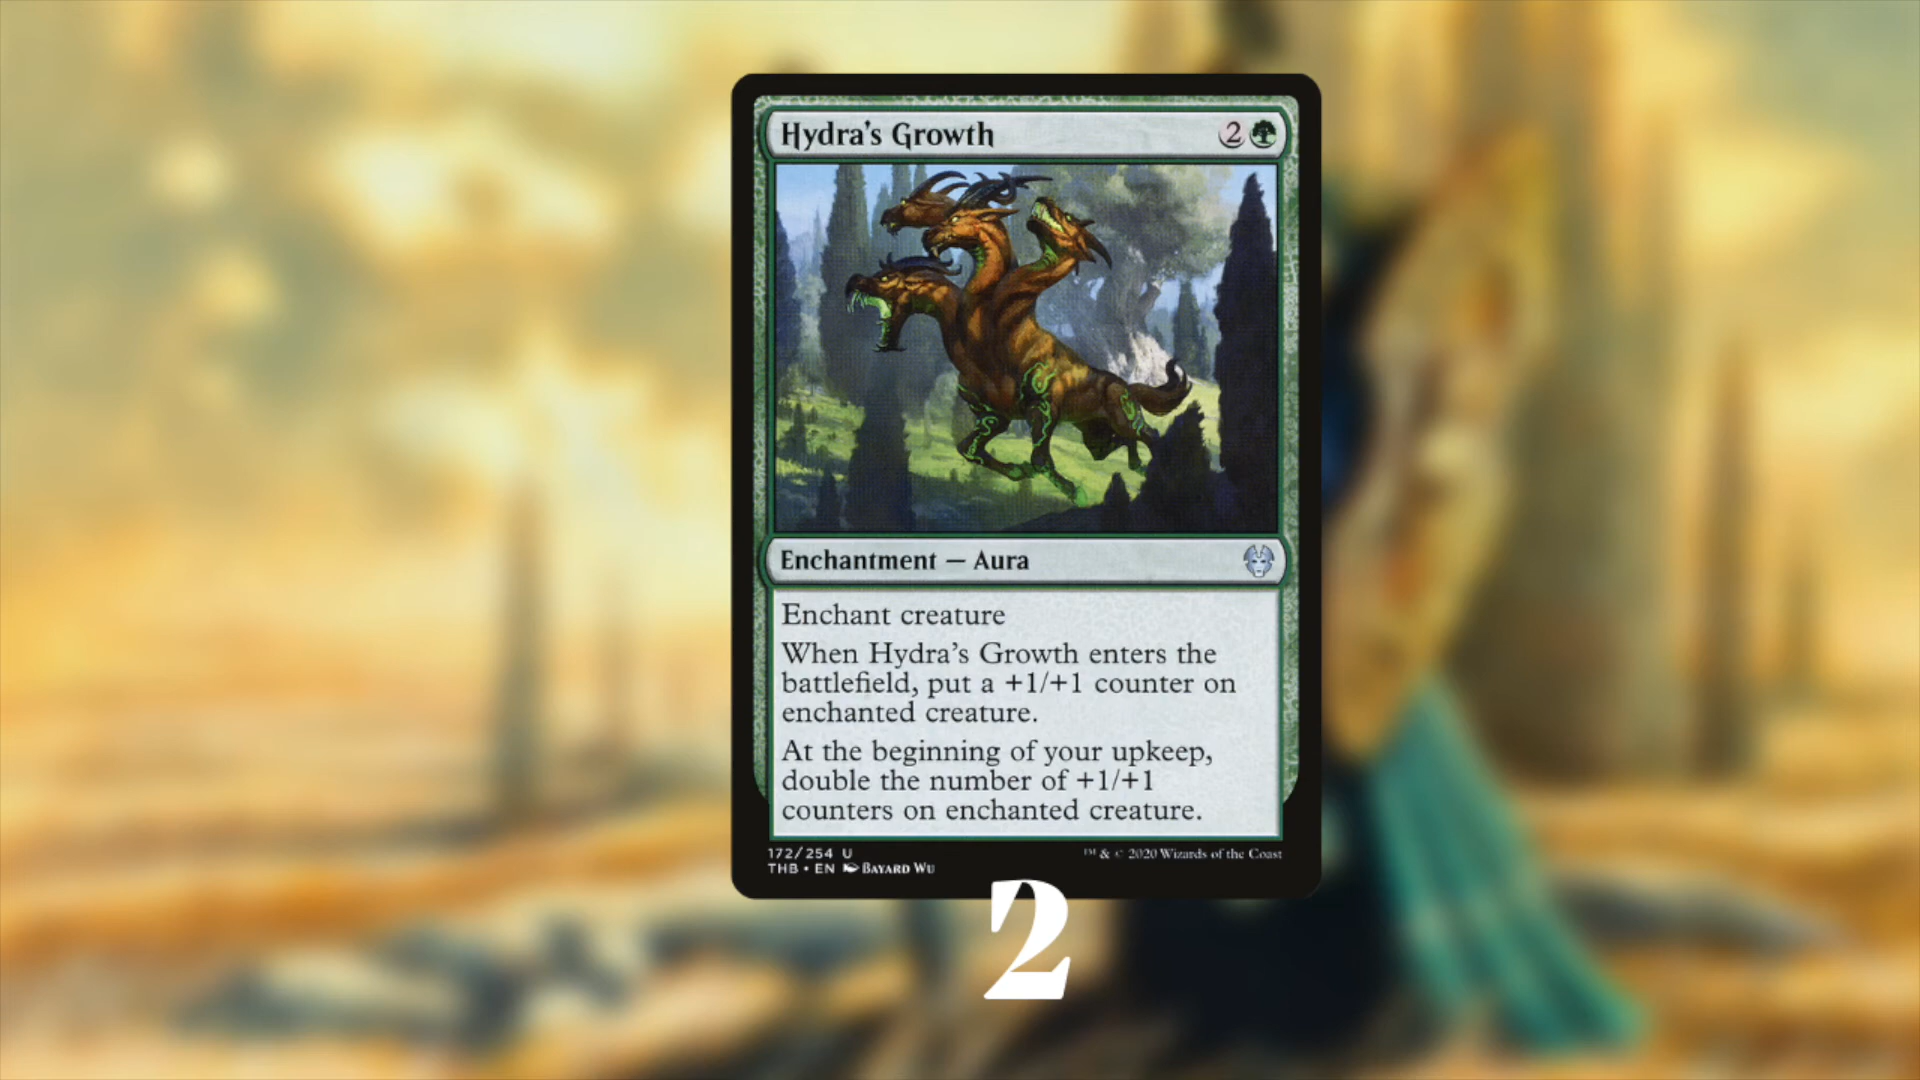 Hydra's Growth 2
Enchantment — Aura
Enchant creature
When Hydra's Growth enters the
battlefield, put a +1/+1 counter on
enchanted creature.
At the beginning of your upkeep,
double the number of +1/+1
counters on enchanted creature.
172/254 U
THB • EN Bayard Wu
™ & © 2020 Wizards of the Coast
2